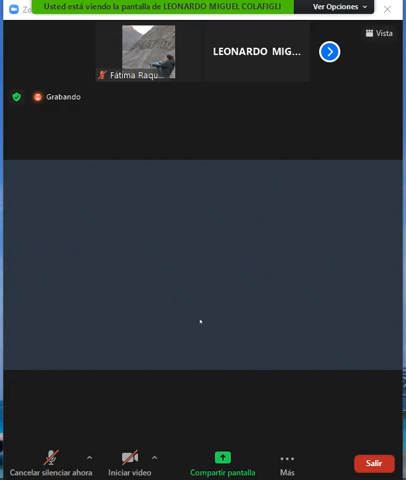 Usted está viendo la pantalla de LEONARDO MIGUEL COLAFIGLI
Ver Opciones
Vista
Fátima Raqu...
LEONARDO MIG...
Grabando
Cancelar silenciar ahora
Iniciar video
Compartir pantalla
Más
Salir